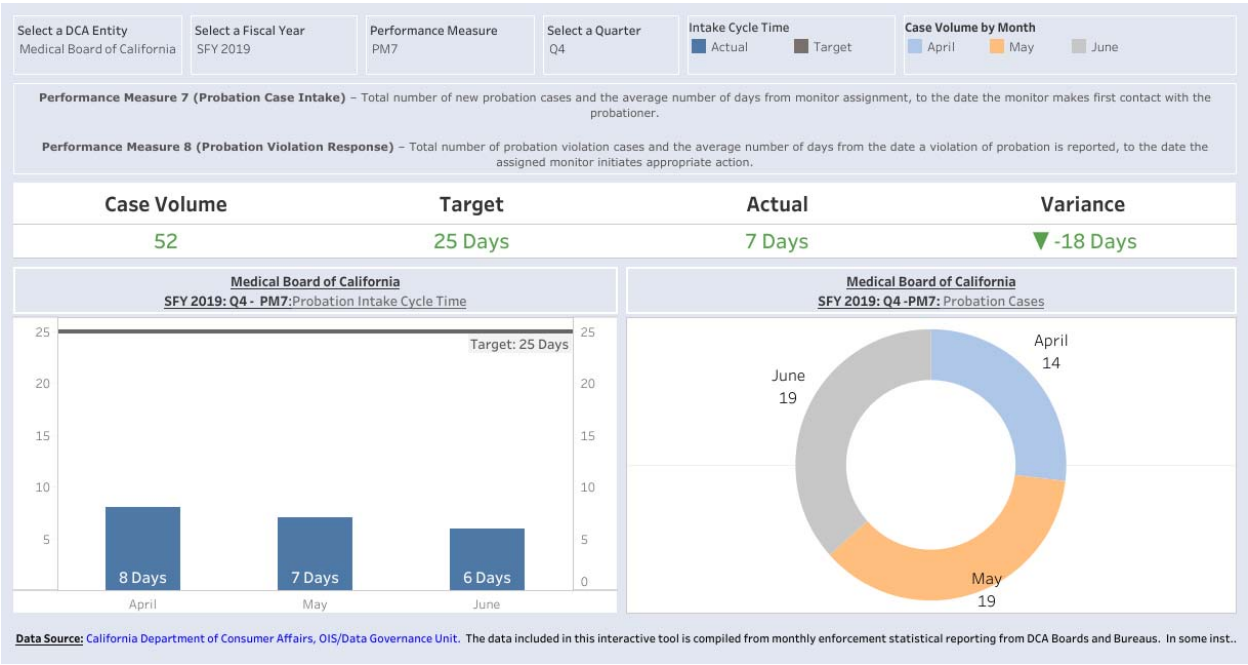 Select a DCA Entity
Medical Board of California
Select a Fiscal Year
SFY 2019
Performance Measure
PM7
Select a Quarter
Q4
Intake Cycle Time
Actual
Target
Case Volume by Month
April
May
June
Performance Measure 7 (Probation Case Intake) – Total number of new probation cases and the average number of days from monitor assignment, to the date the monitor makes first contact with the
probationer.
Performance Measure 8 (Probation Violation Response) – Total number of probation violation cases and the average number of days from the date a violation of probation is reported, to the date the
assigned monitor initiates appropriate action.
Case Volume
Target
Actual
Variance
52
25 Days
7 Days
▼ -18 Days
Medical Board of California
SFY 2019: Q4 - PM7:Probation Intake Cycle Time
25
20
15
10
5
Target: 25 Days
8 Days
7 Days
6 Days
25
20
15
10
5
0
April
May
June
Medical Board of California
SFY 2019: Q4 -PM7: Probation Cases
April
14
June
19
May
19
Data Source: California Department of Consumer Affairs, OIS/Data Governance Unit. The data included in this interactive tool is compiled from monthly enforcement statistical reporting from DCA Boards and Bureaus. In some inst..